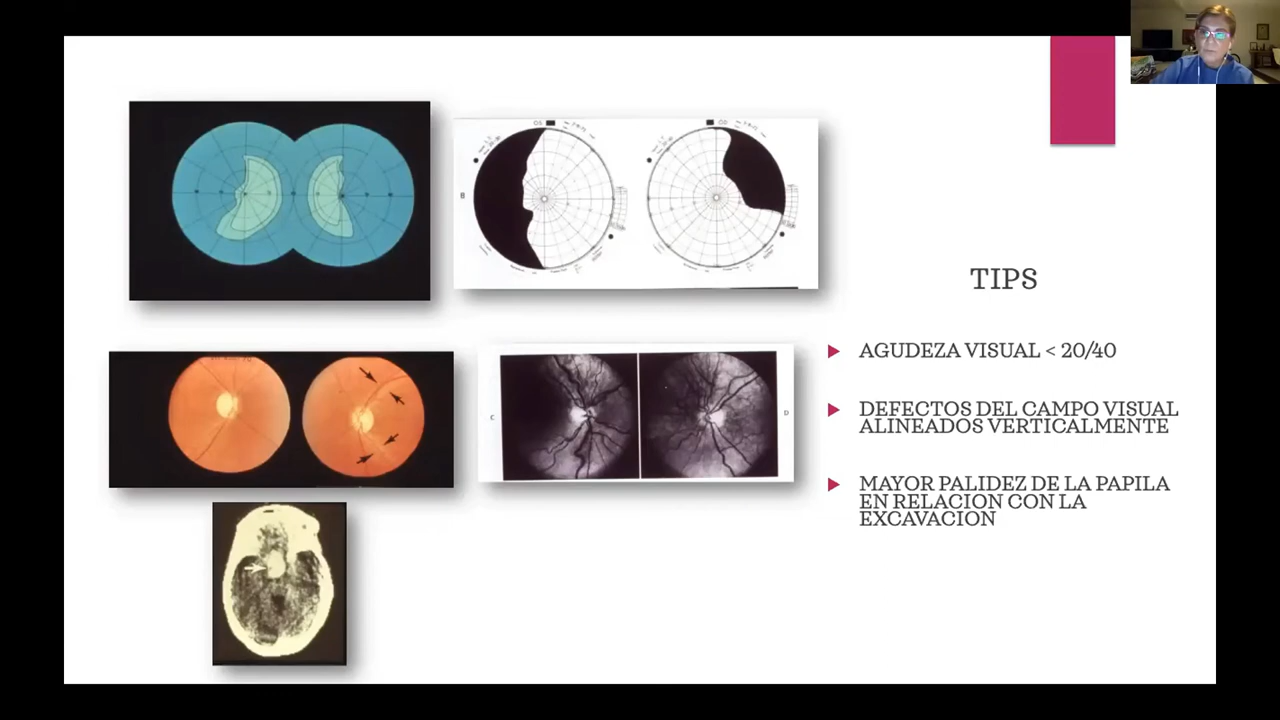 TIPS
AGUDEZA VISUAL < 20/40
DEFECTOS DEL CAMPO VISUAL
ALINEADOS VERTICALMENTE
MAYOR PALIDEZ DE LA PAPILA
EN RELACION CON LA
EXCAVACION
B
C
D